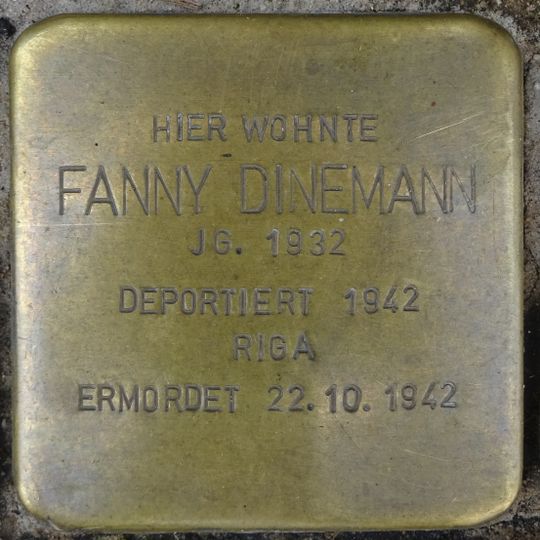 HIER WOHNTE
FANNY DINEMANN
JG. 1932
DEPORTIERT 1942
RIGA
ERMORDET 22.10.1942